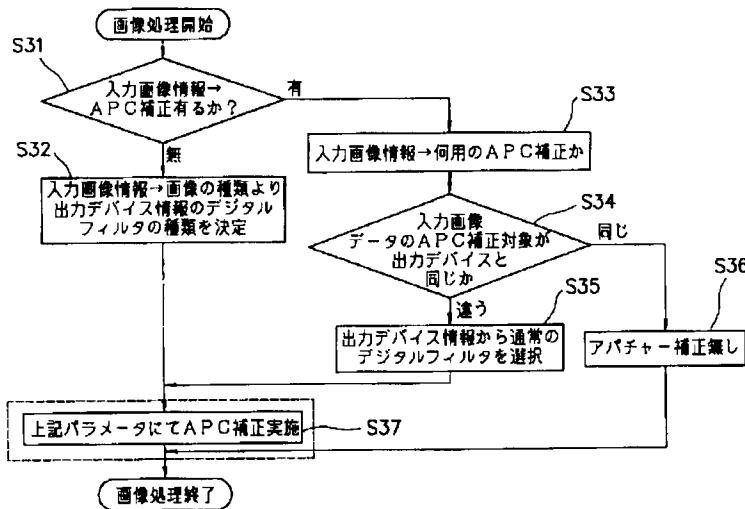 画像処理開始
S31
入力画像情報→
APC補正有るか?
有
無
S32
入力画像情報→画像の種類より
出力デバイス情報のデジタル
フィルタの種類を決定
S33
入力画像情報→何用のAPC補正か
S34
入力画像
データのAPC補正対象が
出力デバイスと
同じか
同じ
違う
S35
出力デバイス情報から通常の
デジタルフィルタを選択
S36
アパチャー補正無し
上記パラメータにてAPC補正実施
S37
画像処理終了